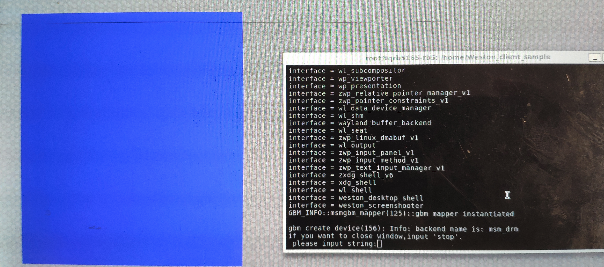 /home/Weston_client_sample
interface = wl_subcompositor
interface = wp_viewporter
interface = wp_presentation
interface = zwp_relative_pointer_manager_v1
interface = zwp_pointer_constraints_v1
interface = wl_data_device_manager
interface = wl_shm
interface = wayland_buffer_backend
interface = wl_seat
interface = zwp_linux_dmabuf_v1
interface = wl_output
interface = zwp_input_panel_v1
interface = zwp_input_method_v1
interface = zwp_text_input_manager_v1
interface = zxdg_shell_v6
interface = xdg_shell
interface = wl_shell
interface = weston_desktop_shell
interface = weston_screenshooter
GBM_INFO::msmgbm_mapper(125)::gbm mapper instantiated
gbm_create_device(156): Info: backend name is: msm_drm
if you want to close window,input 'stop'.
please input string: